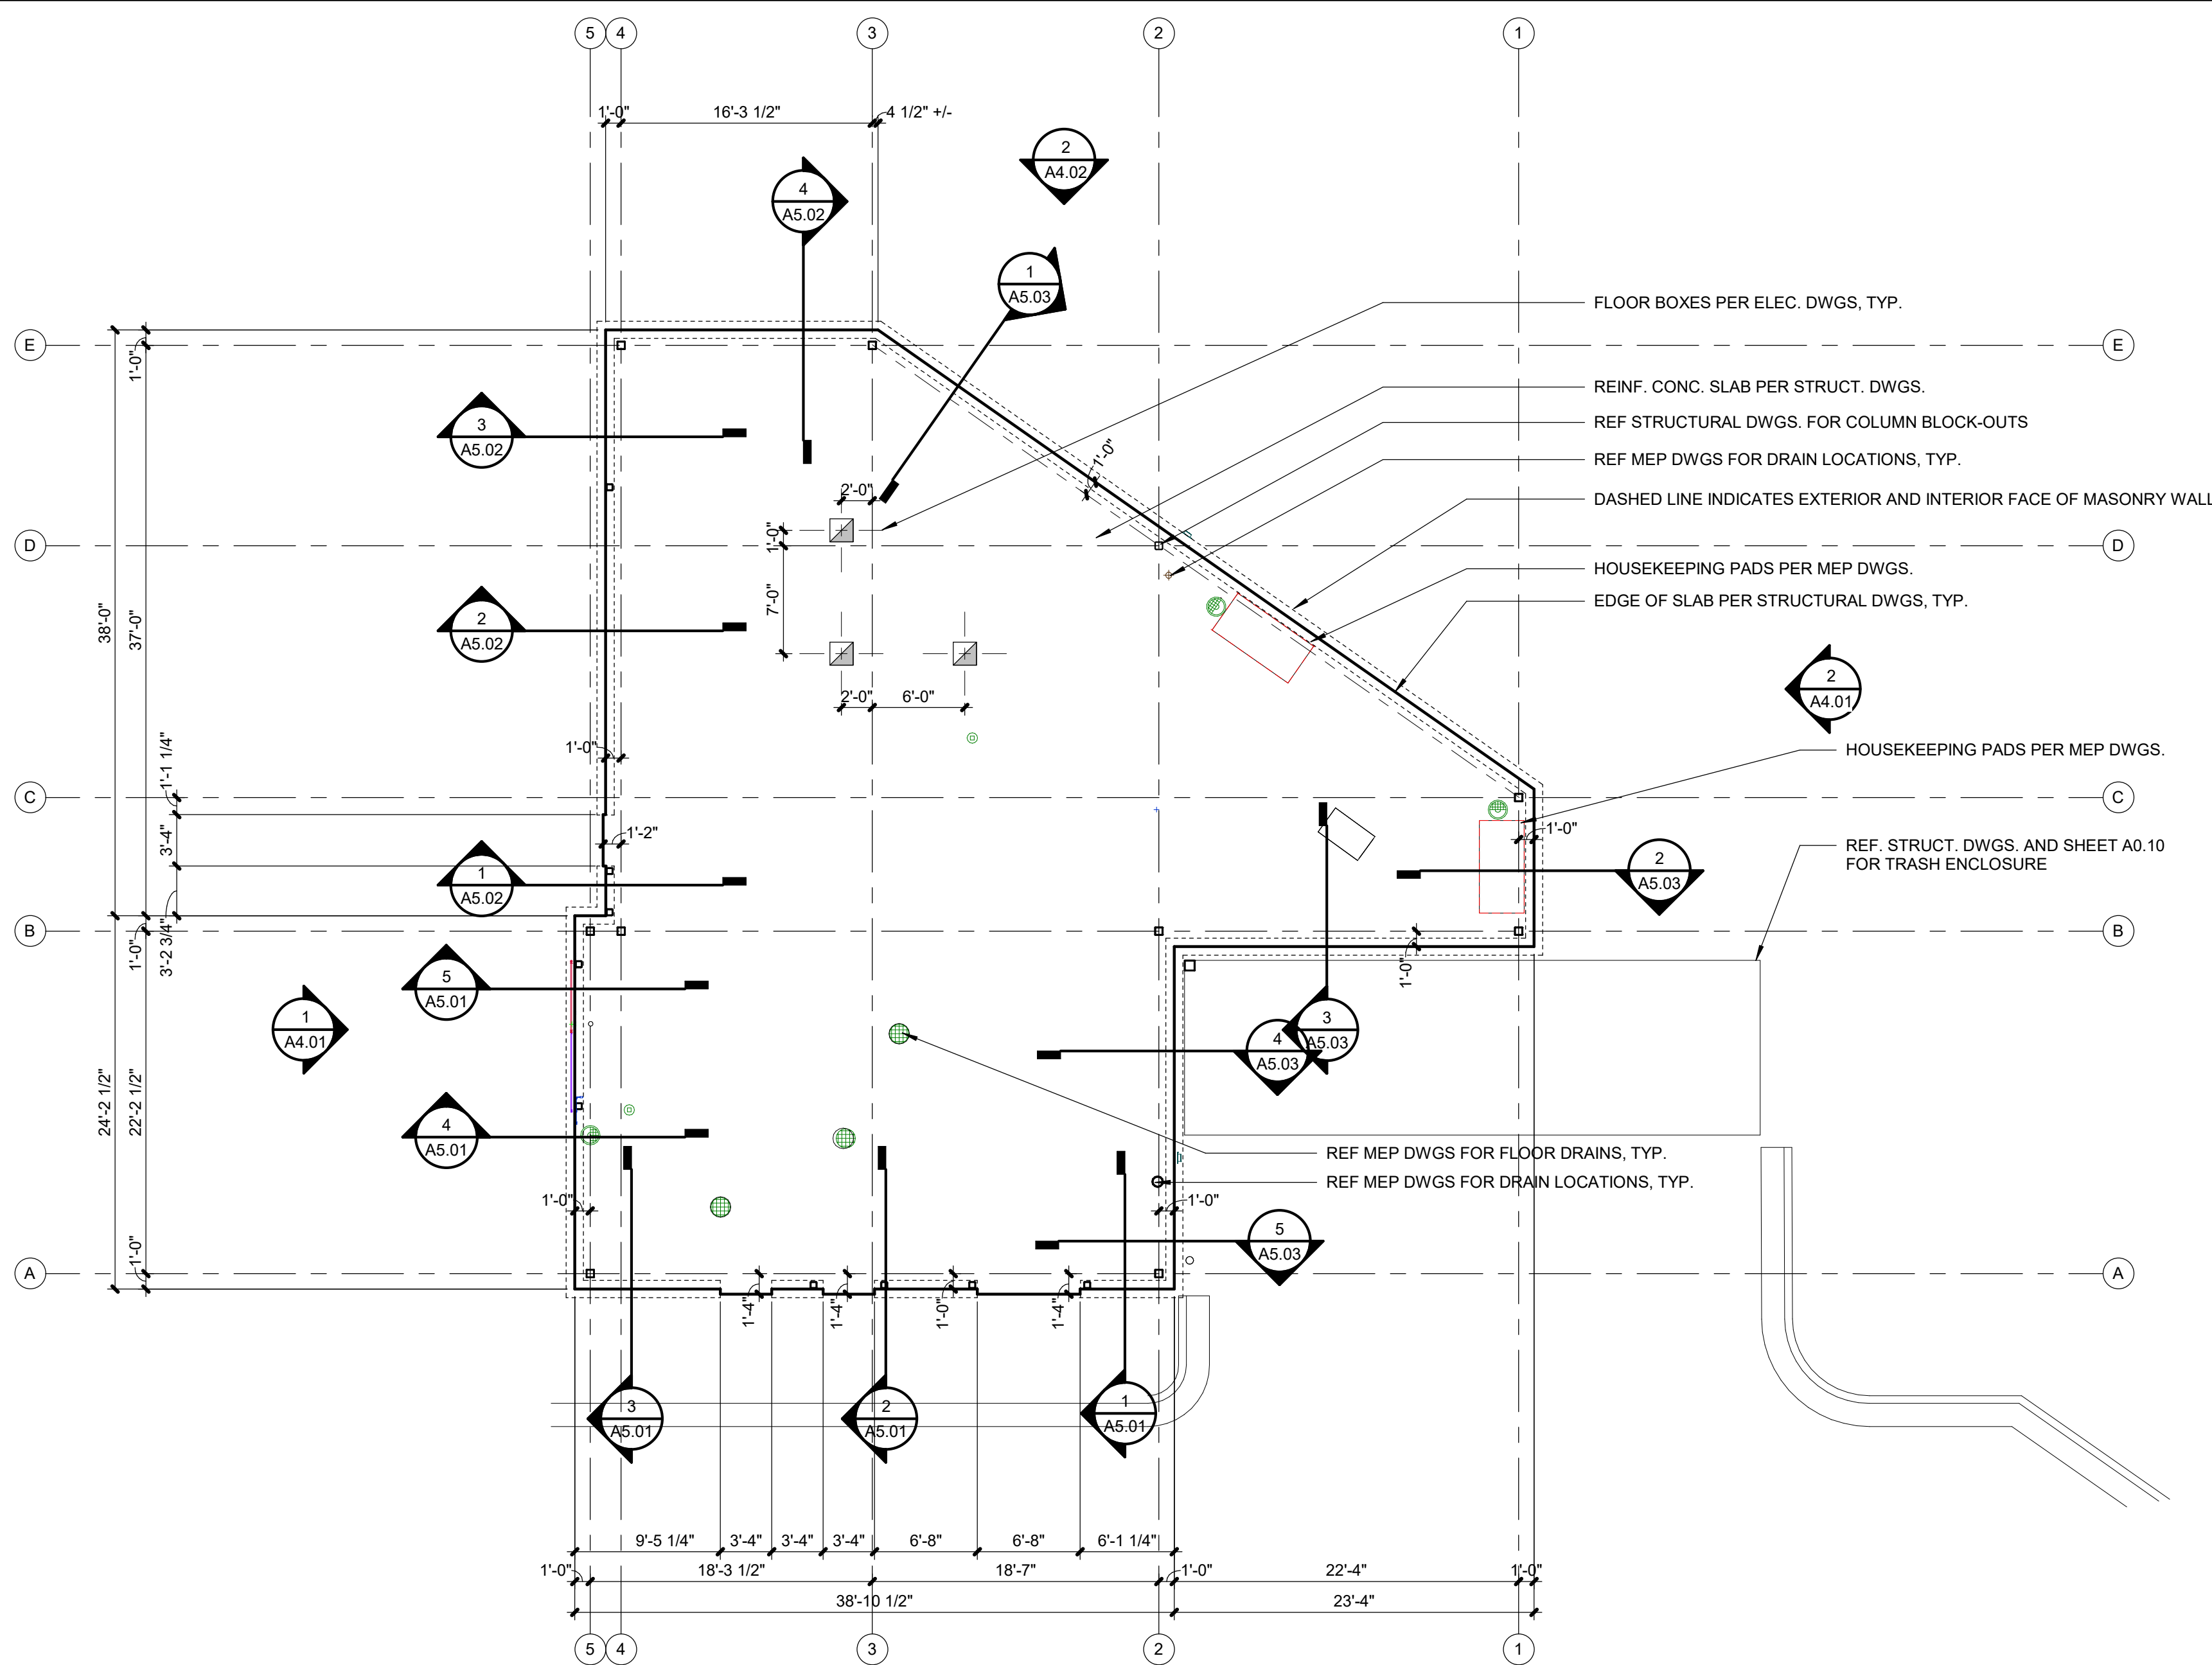 5
4
3
2
1
1'-0"
16'-3 1/2"
4 1/2" +/-
2
A4.02
4
A5.02
1
A5.03
FLOOR BOXES PER ELEC. DWGS, TYP.
E
E
1'-0"
REINF. CONC. SLAB PER STRUCT. DWGS.
REF STRUCTURAL DWGS. FOR COLUMN BLOCK-OUTS
3
A5.02
1'-0"
REF MEP DWGS FOR DRAIN LOCATIONS, TYP.
2'-0"
DASHED LINE INDICATES EXTERIOR AND INTERIOR FACE OF MASONRY WALL
1'-0"
D
D
HOUSEKEEPING PADS PER MEP DWGS.
7'-0"
EDGE OF SLAB PER STRUCTURAL DWGS, TYP.
38'-0"
37'-0"
2
A5.02
2
A4.01
2'-0"
6'-0"
1'-0"
HOUSEKEEPING PADS PER MEP DWGS.
1'-1 1/4"
C
C
3'-4"
1'-2"
1'-0"
REF. STRUCT. DWGS. AND SHEET A0.10
FOR TRASH ENCLOSURE
1
A5.02
2
A5.03
B
B
1'-0"
3'-2 3/4"
1'-0"
5
A5.01
1
A4.01
3
A5.03
4
A5.03
24'-2 1/2"
22'-2 1/2"
4
A5.01
REF MEP DWGS FOR FLOOR DRAINS, TYP.
REF MEP DWGS FOR DRAIN LOCATIONS, TYP.
1'-0"
1'-0"
5
A5.03
1'-0"
A
A
1'-4"
1'-4"
1'-0"
1'-4"
3
A5.01
2
A5.01
1
A5.01
9'-5 1/4"
3'-4"
3'-4"
3'-4"
6'-8"
6'-8"
6'-1 1/4"
1'-0"
18'-3 1/2"
18'-7"
1'-0"
22'-4"
1'-0"
38'-10 1/2"
23'-4"
5
4
3
2
1